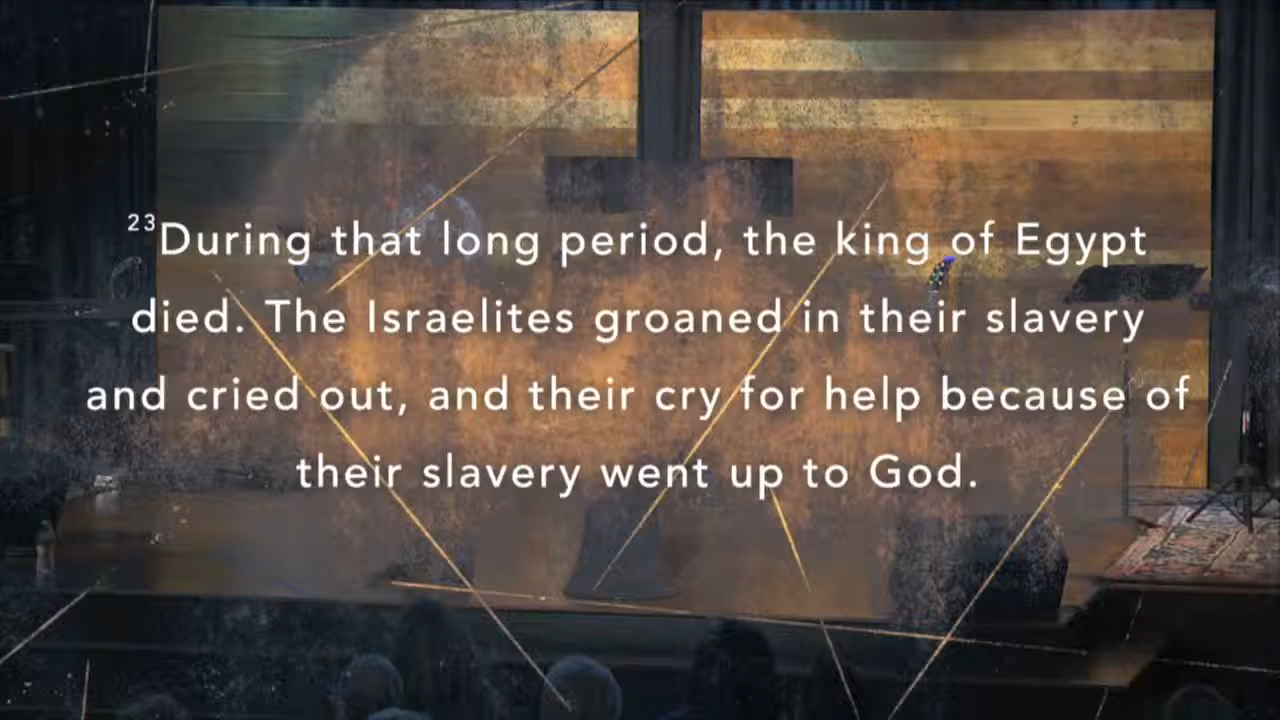 23During that long period, the king of Egypt
died. The Israelites groaned in their slavery
and cried out, and their cry for help because of
their slavery went up to God.